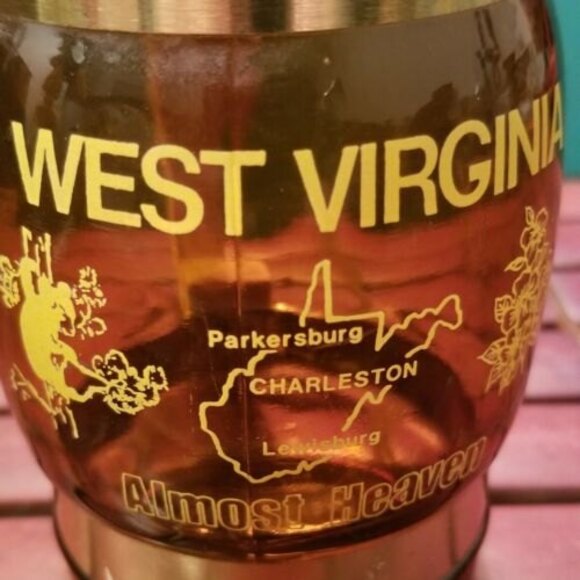 WEST VIRGINIA
Parkersburg
CHARLESTON
Lewisburg
Almost Heaven